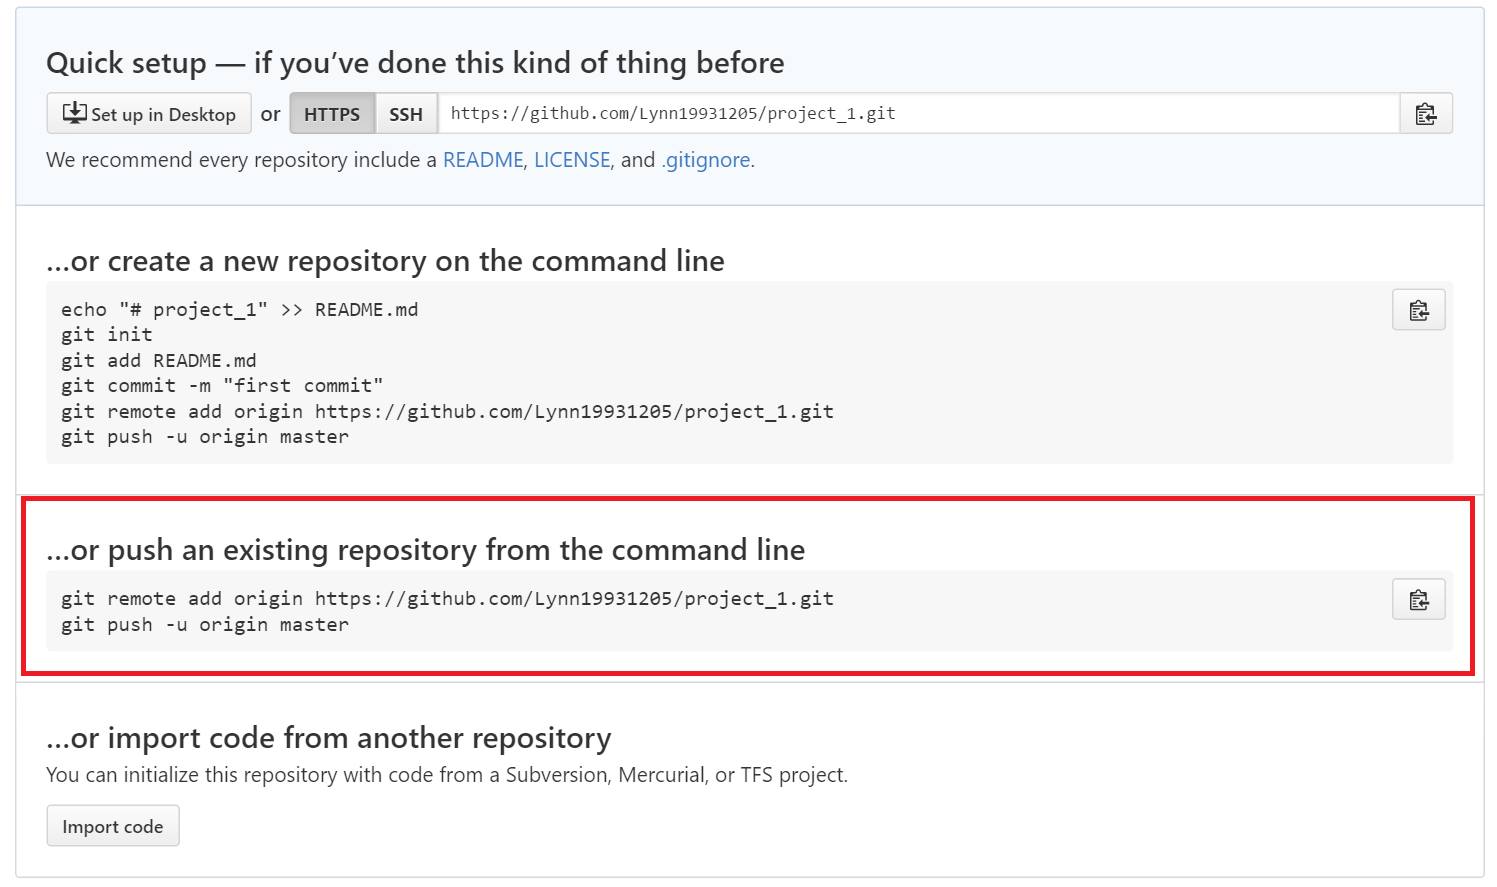 Quick setup — if you’ve done this kind of thing before
Set up in Desktop or HTTPS SSH https://github.com/Lynn19931205/project_1.git
We recommend every repository include a README, LICENSE, and .gitignore.
…or create a new repository on the command line
echo "# project_1" >> README.md
git init
git add README.md
git commit -m "first commit"
git remote add origin https://github.com/Lynn19931205/project_1.git
git push -u origin master
…or push an existing repository from the command line
git remote add origin https://github.com/Lynn19931205/project_1.git
git push -u origin master
…or import code from another repository
You can initialize this repository with code from a Subversion, Mercurial, or TFS project.
Import code